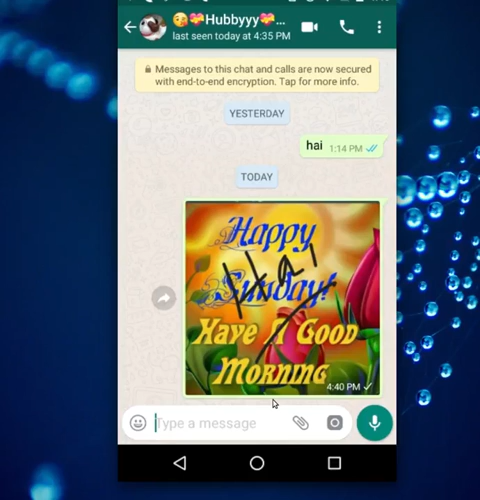 😘💝Hubbyyy💝...
last seen today at 4:35 PM
Messages to this chat and calls are now secured
with end-to-end encryption. Tap for more info.
YESTERDAY
hai 1:14 PM
TODAY
Happy
Hai
Sunday!
Have A Good
Morning
4:40 PM
Type a message